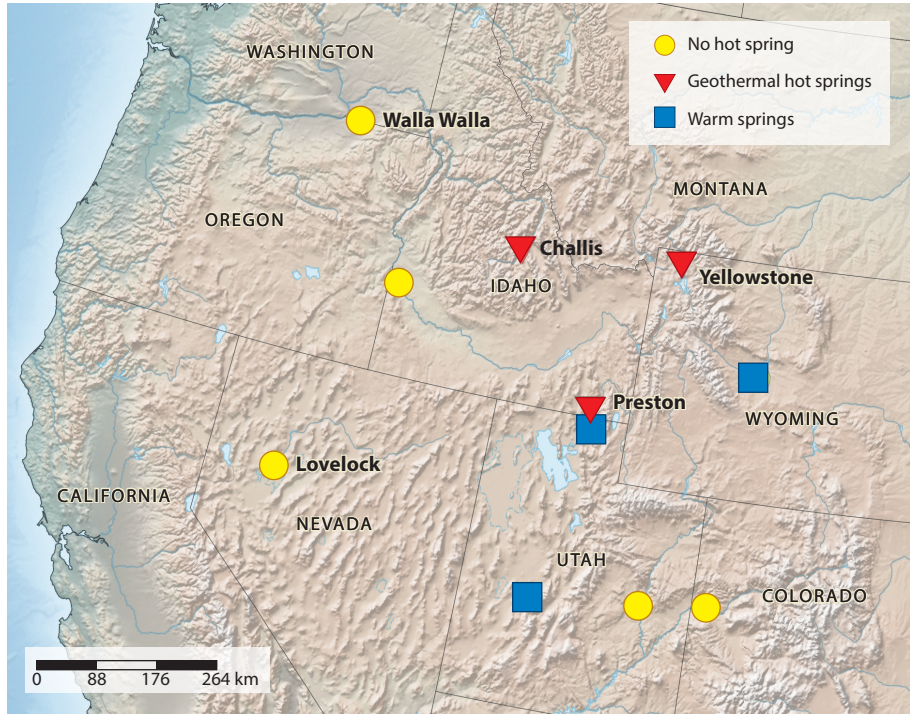 No hot spring
Geothermal hot springs
Warm springs
WASHINGTON
Walla Walla
MONTANA
OREGON
Challis
IDAHO
Yellowstone
Preston
WYOMING
Lovelock
CALIFORNIA
NEVADA
UTAH
COLORADO
0 88 176 264 km